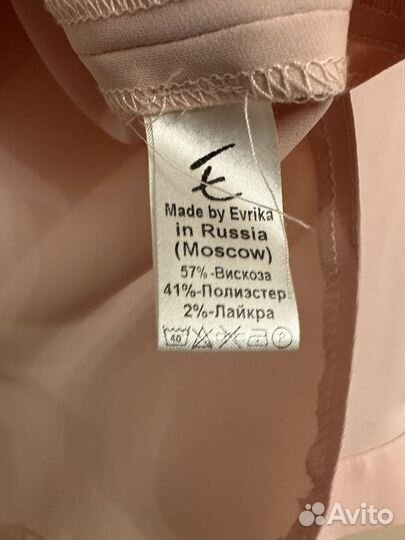 Made by Evrika
in Russia
(Moscow)
57%-Вискоза
41%-Полиэстер
2%-Лайкра
40
Avito